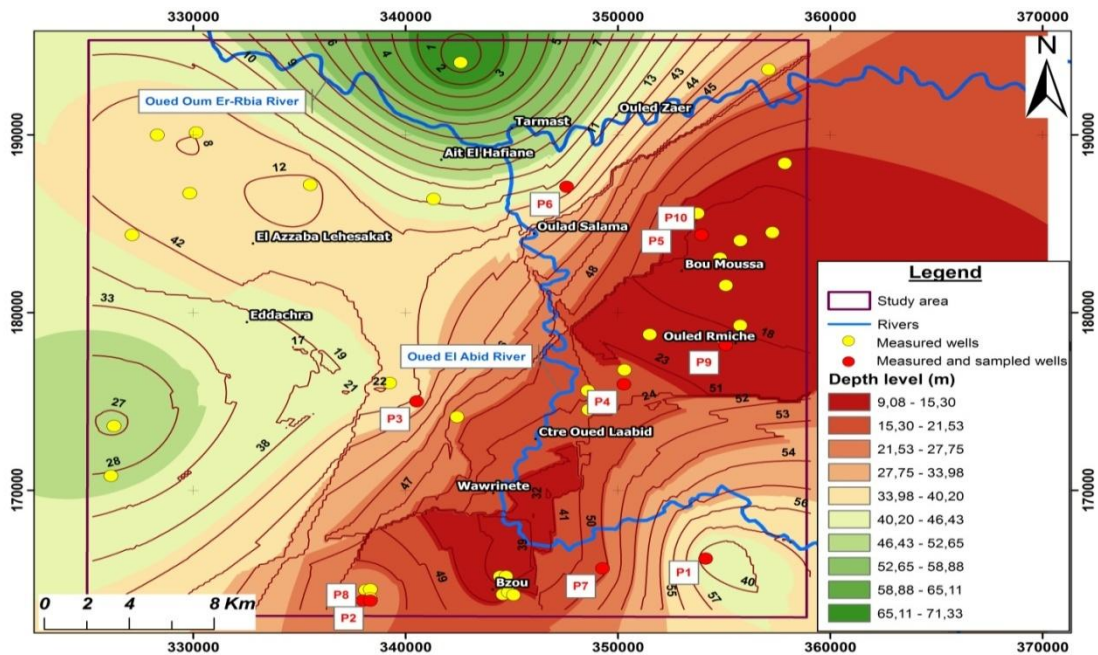 330000 340000 350000 360000 370000
N
190000 180000 170000
190000 180000 170000
Oued Oum Er-Rbia River
Ouled Zaer
Tarmast
Ait El Hafiane
P6
P10
P5
Oulad Salama
El Azzaba Lehesakat
Bou Moussa
Eddachra
Ouled Rmiche
Oued El Abid River
P9
P4
P3
Ctre Oued Laabid
Wawrinete
P1
P7
Bzou
P8
P2
10 6 4 1 2 3 5 7
13 43 44 45
11
8
12
42
48
33
17 19
21 22
18
23
24 51
52
53
54
27
28
38
47
32
41 50
39
49
56
40
55 57
0 2 4 8 Km
Legend
Study area
Rivers
Measured wells
Measured and sampled wells
Depth level (m)
9,08 - 15,30
15,30 - 21,53
21,53 - 27,75
27,75 - 33,98
33,98 - 40,20
40,20 - 46,43
46,43 - 52,65
52,65 - 58,88
58,88 - 65,11
65,11 - 71,33
330000 340000 350000 360000 370000